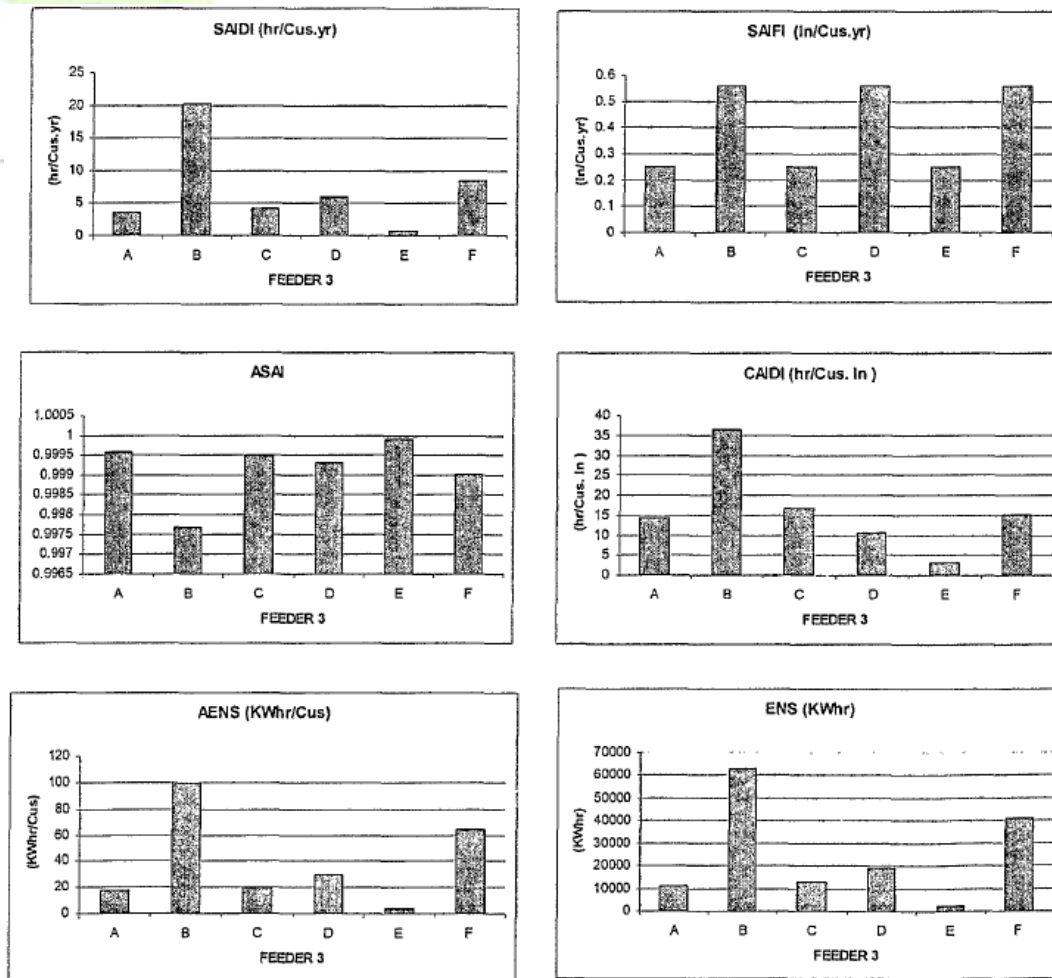 SAIDI (hr/Cus.yr)
25
20
15
10
5
0
(hr/Cus.yr)
A B C D E F
FEEDER 3
SAIFI (In/Cus.yr)
0.6
0.5
0.4
0.3
0.2
0.1
0
(In/Cus.yr)
A B C D E F
FEEDER 3
ASAI
1.0005
1
0.9995
0.999
0.9985
0.998
0.9975
0.997
0.9965
A B C D E F
FEEDER 3
CAIDI (hr/Cus. In )
40
35
30
25
20
15
10
5
0
(hr/Cus. In )
A B C D E F
FEEDER 3
AENS (KWhr/Cus)
120
100
80
60
40
20
0
(KWhr/Cus)
A B C D E F
FEEDER 3
ENS (KWhr)
70000
60000
50000
40000
30000
20000
10000
0
(KWhr)
A B C D E F
FEEDER 3